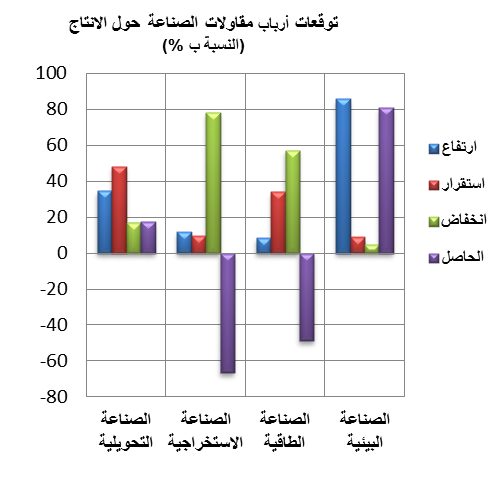 توقعات أرباب مقاولات الصناعة حول الانتاج
(النسبة ب %)
100
80
60
40
20
0
-20
-40
-60
-80
ارتفاع
استقرار
انخفاض
الحاصل
الصناعة
التحويلية
الصناعة
الاستخراجية
الصناعة
الطاقية
الصناعة
البيئية